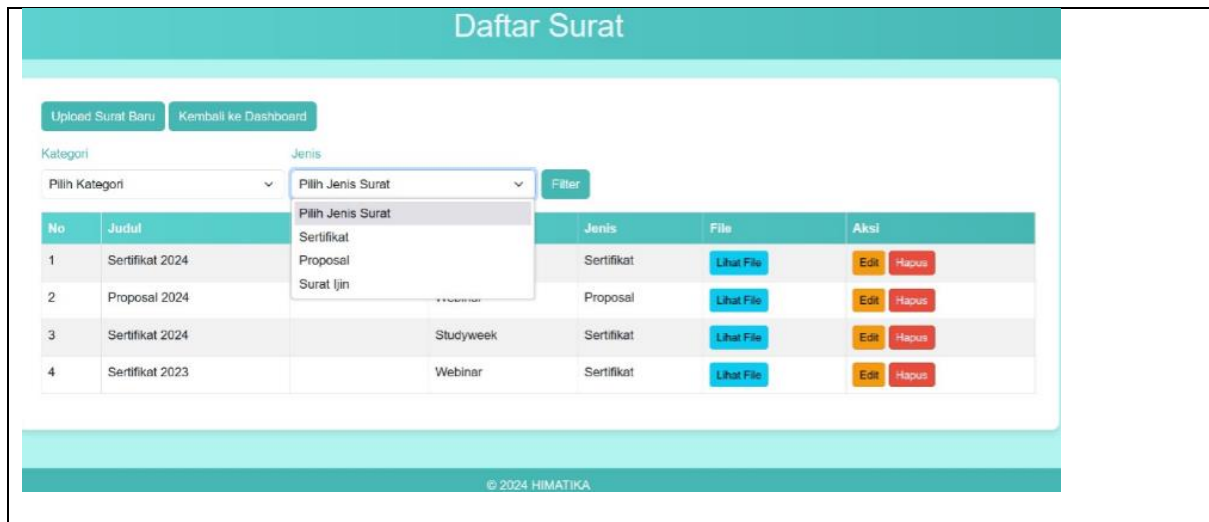 Daftar Surat
Upload Surat Baru Kembali ke Dashboard
Kategori Jenis
Pilih Kategori Pilih Jenis Surat Filter
Pilih Jenis Surat
Sertifikat
Proposal
Surat Ijin
No Judul Jenis File Aksi
1 Sertifikat 2024 Sertifikat Lihat File Edit Hapus
2 Proposal 2024 Proposal Lihat File Edit Hapus
3 Sertifikat 2024 Studyweek Sertifikat Lihat File Edit Hapus
4 Sertifikat 2023 Webinar Sertifikat Lihat File Edit Hapus
© 2024 HIMATIKA